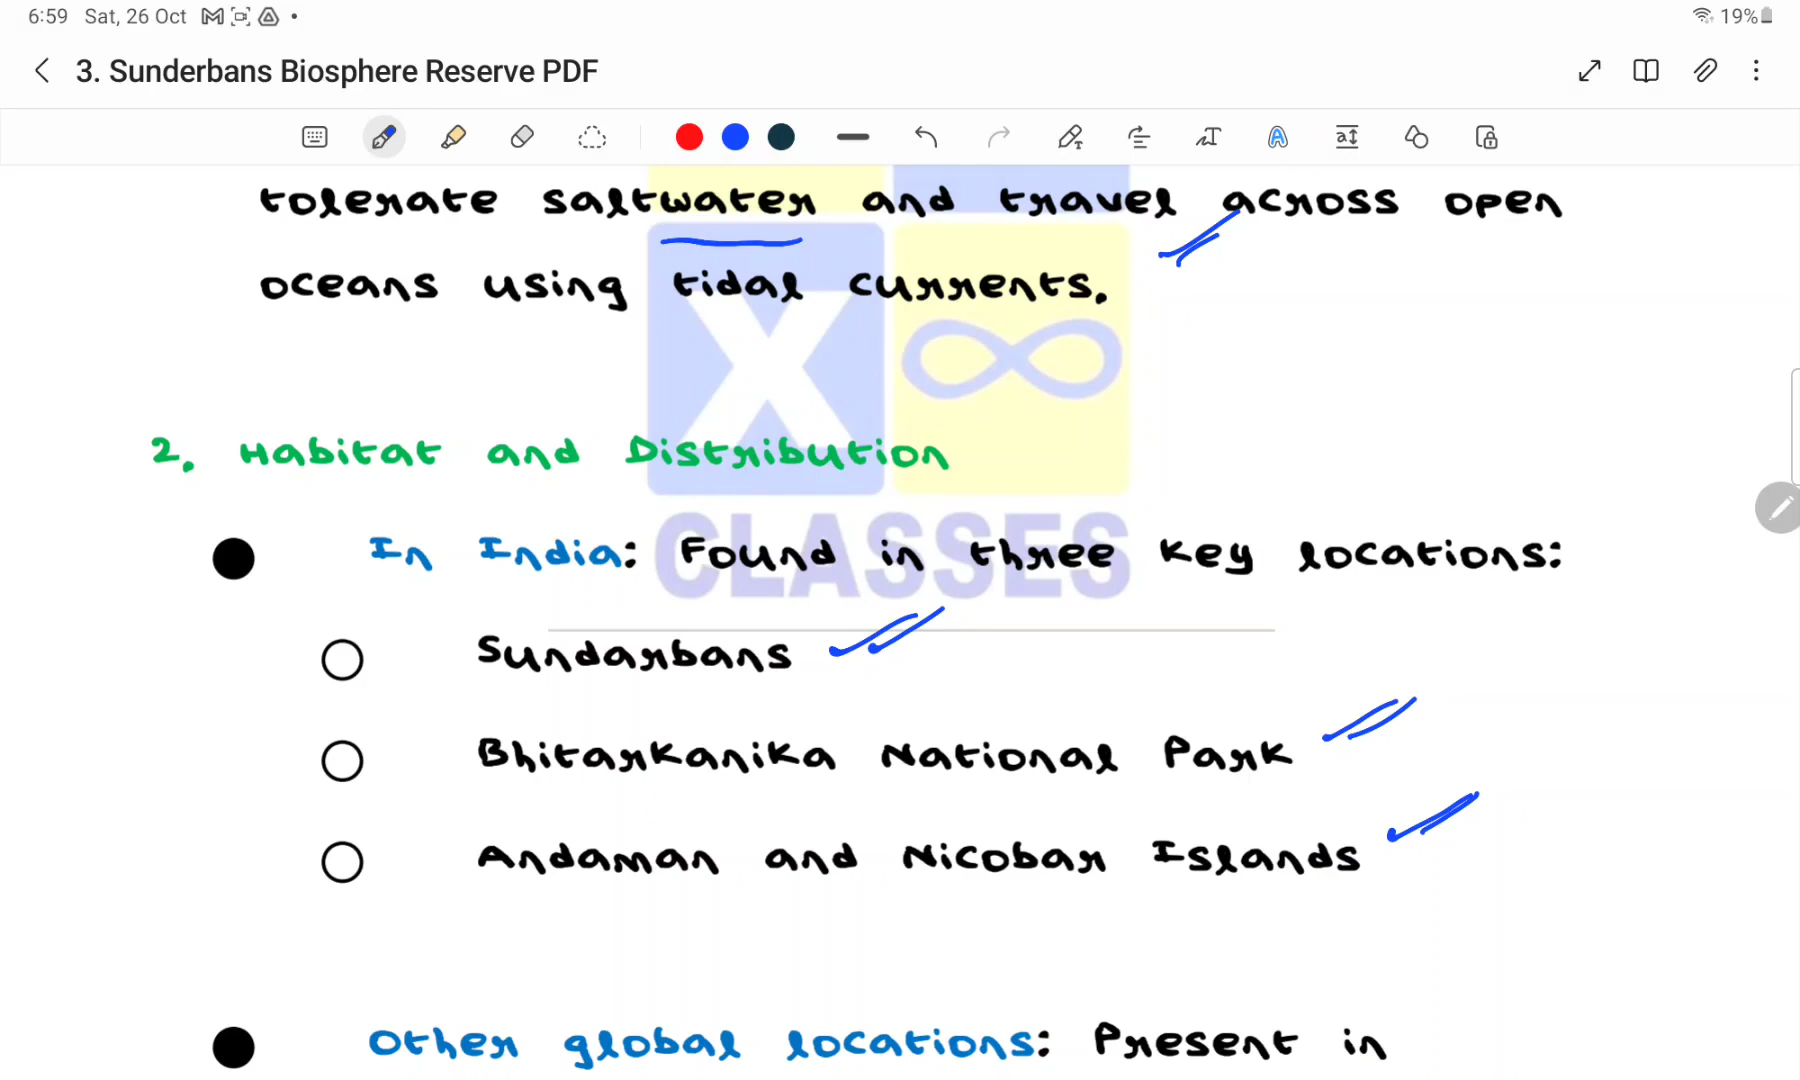 6:59 Sat, 26 Oct
19%
3. Sunderbans Biosphere Reserve PDF
tolerate saltwater and travel across open
oceans using tidal currents.
2. Habitat and Distribution
In India: Found in three key locations:
Sundarbans
Bhitarkanika National Park
Andaman and Nicobar Islands
Other global locations: Present in
X
CLASSES